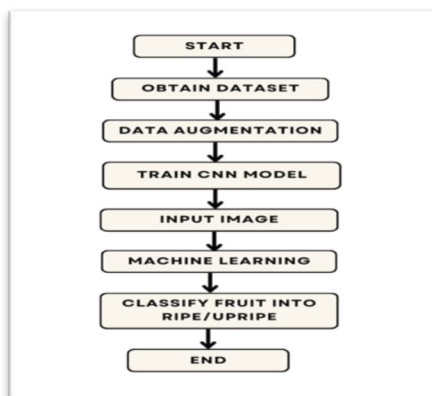 START
OBTAIN DATASET
DATA AUGMENTATION
TRAIN CNN MODEL
INPUT IMAGE
MACHINE LEARNING
CLASSIFY FRUIT INTO
RIPE/UPRIPE
END